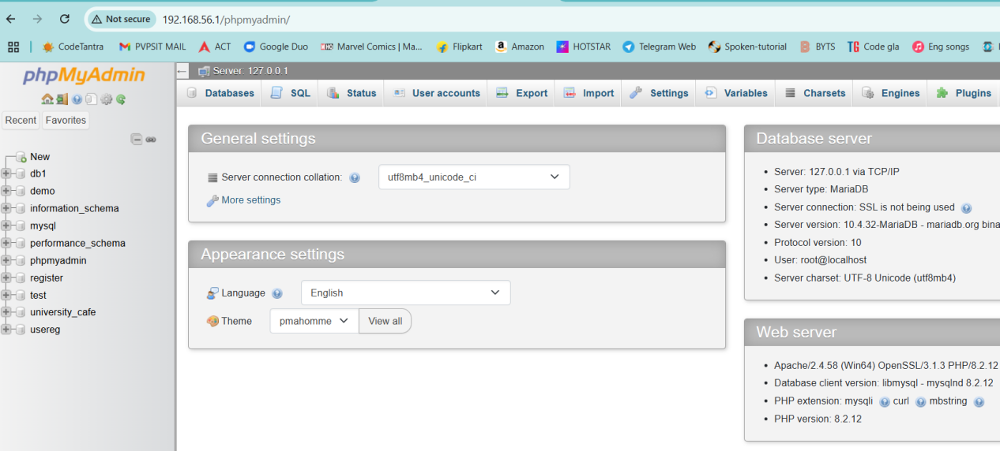 Not secure 192.168.56.1/phpmyadmin/
CodeTantra PVPSIT MAIL ACT Google Duo Marvel Comics | Ma... Flipkart Amazon HOTSTAR Telegram Web Spoken-tutorial BYTS Code gla Eng songs
phpMyAdmin
Recent Favorites
New
db1
demo
information_schema
mysql
performance_schema
phpmyadmin
register
test
university_cafe
usereg
Server: 127.0.0.1
Databases SQL Status User accounts Export Import Settings Variables Charsets Engines Plugins
General settings
Server connection collation: utf8mb4_unicode_ci
More settings
Appearance settings
Language English
Theme pmahomme View all
Database server
Server: 127.0.0.1 via TCP/IP
Server type: MariaDB
Server connection: SSL is not being used
Server version: 10.4.32-MariaDB - mariadb.org bina
Protocol version: 10
User: root@localhost
Server charset: UTF-8 Unicode (utf8mb4)
Web server
Apache/2.4.58 (Win64) OpenSSL/3.1.3 PHP/8.2.12
Database client version: libmysql - mysqlnd 8.2.12
PHP extension: mysqli curl mbstring
PHP version: 8.2.12